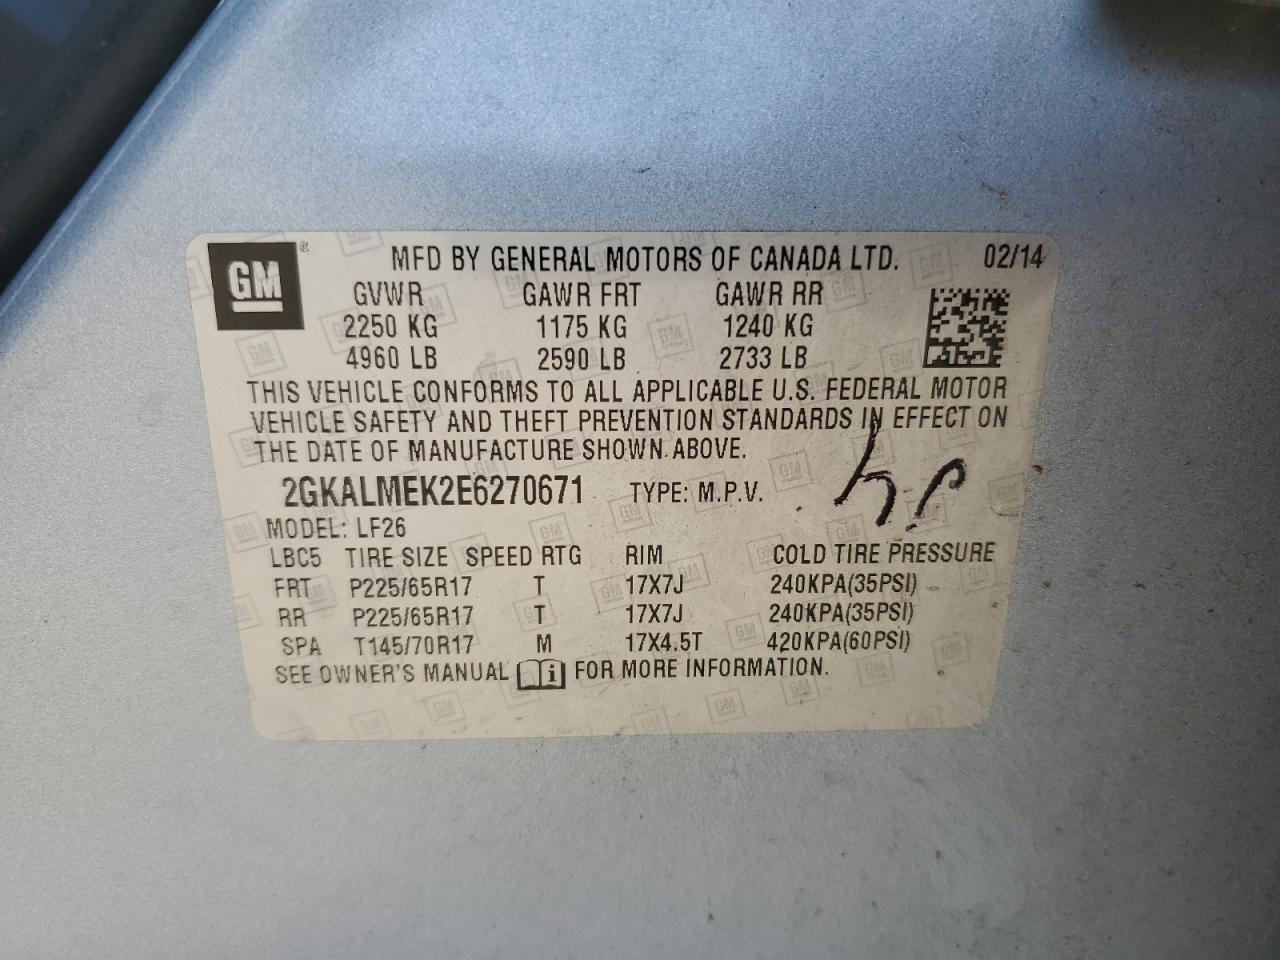 GM ® MFD BY GENERAL MOTORS OF CANADA LTD. 02/14
GVWR GAWR FRT GAWR RR
2250 KG 1175 KG 1240 KG
4960 LB 2590 LB 2733 LB
THIS VEHICLE CONFORMS TO ALL APPLICABLE U.S. FEDERAL MOTOR
VEHICLE SAFETY AND THEFT PREVENTION STANDARDS IN EFFECT ON
THE DATE OF MANUFACTURE SHOWN ABOVE.
2GKALMEK2E6270671 TYPE: M.P.V.
MODEL: LF26
LBC5 TIRE SIZE SPEED RTG RIM COLD TIRE PRESSURE
FRT P225/65R17 T 17X7J 240KPA(35PSI)
RR P225/65R17 T 17X7J 240KPA(35PSI)
SPA T145/70R17 M 17X4.5T 420KPA(60PSI)
SEE OWNER'S MANUAL i FOR MORE INFORMATION.